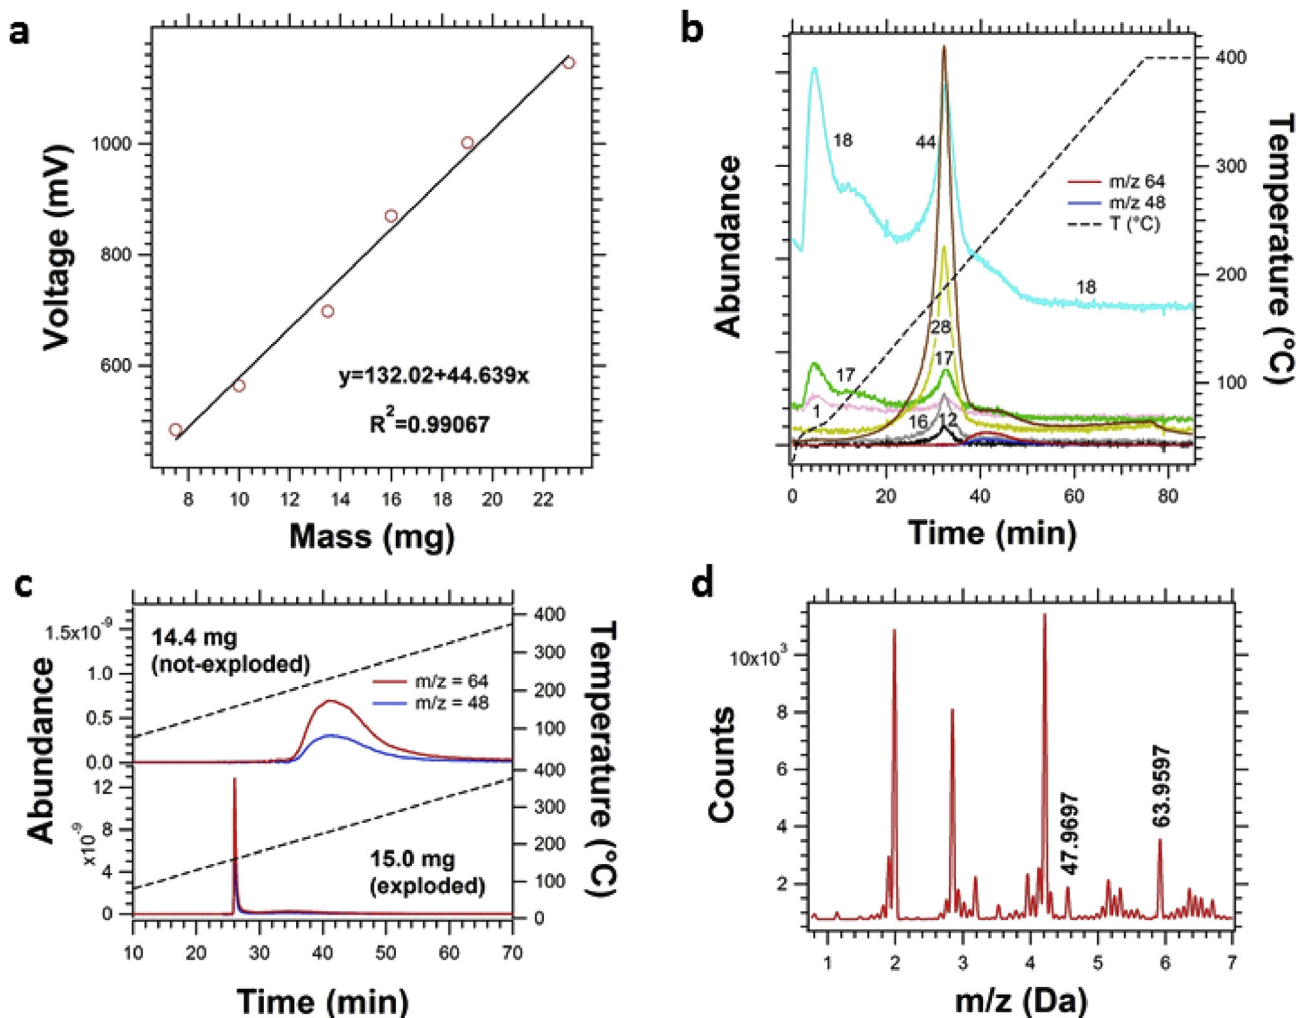 a
Voltage (mV)
1000
800
600
y=132.02+44.639x
R2=0.99067
8 10 12 14 16 18 20 22
Mass (mg)
b
Abundance
18
44
28
17
17
1
16
12
18
m/z 64
m/z 48
T (°C)
400
300
200
100
Temperature (°C)
0 20 40 60 80
Time (min)
c
Abundance
1.5x10-9
1.0
0.5
0.0
14.4 mg
(not-exploded)
m/z = 64
m/z = 48
400
300
200
100
12
8
4
0
x10-9
15.0 mg
(exploded)
400
300
200
100
0
Temperature (°C)
10 20 30 40 50 60 70
Time (min)
d
Counts
10x103
8
6
4
2
47.9697
63.9597
1 2 3 4 5 6 7
m/z (Da)